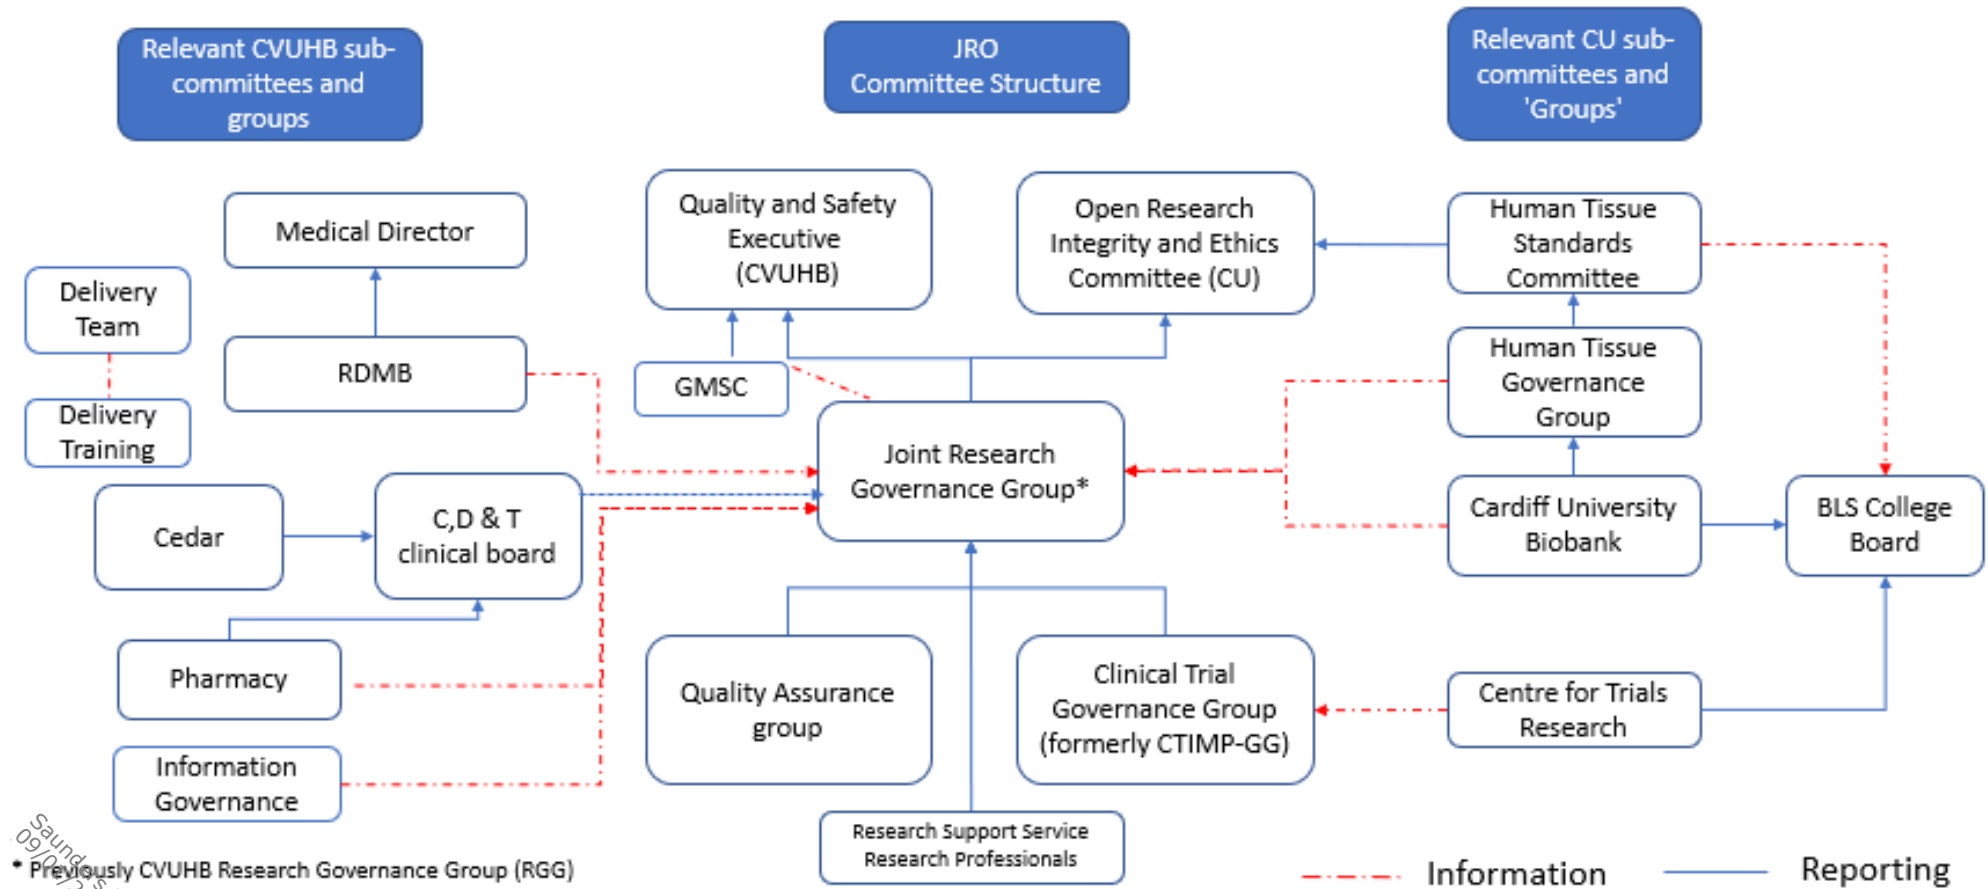 Relevant CVUHB sub-
committees and
groups
JRO
Committee Structure
Relevant CU sub-
committees and
'Groups'
Medical Director
Quality and Safety
Executive
(CVUHB)
Open Research
Integrity and Ethics
Committee (CU)
Human Tissue
Standards
Committee
Delivery
Team
RDMB
GMSC
Human Tissue
Governance
Group
Delivery
Training
Joint Research
Governance Group*
Cedar
C,D & T
clinical board
Cardiff University
Biobank
BLS College
Board
Pharmacy
Quality Assurance
group
Clinical Trial
Governance Group
(formerly CTIMP-GG)
Centre for Trials
Research
Information
Governance
Research Support Service
Research Professionals
* Previously CVUHB Research Governance Group (RGG)
Information
Reporting